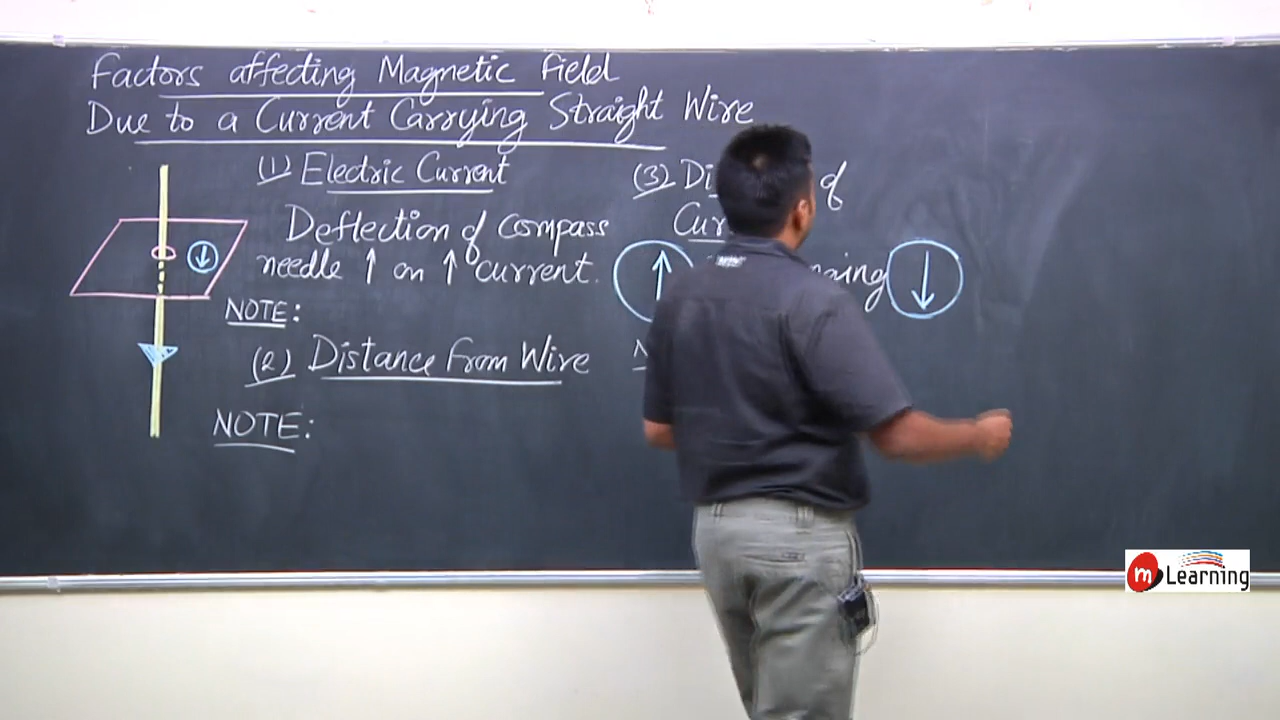 Factors affecting Magnetic Field
Due to a Current Carrying Straight Wire
(1) Electric Current
Deflection of compass
needle ↑ on ↑ current.
NOTE:
(2) Distance From Wire
NOTE:
(3) of
m Learning